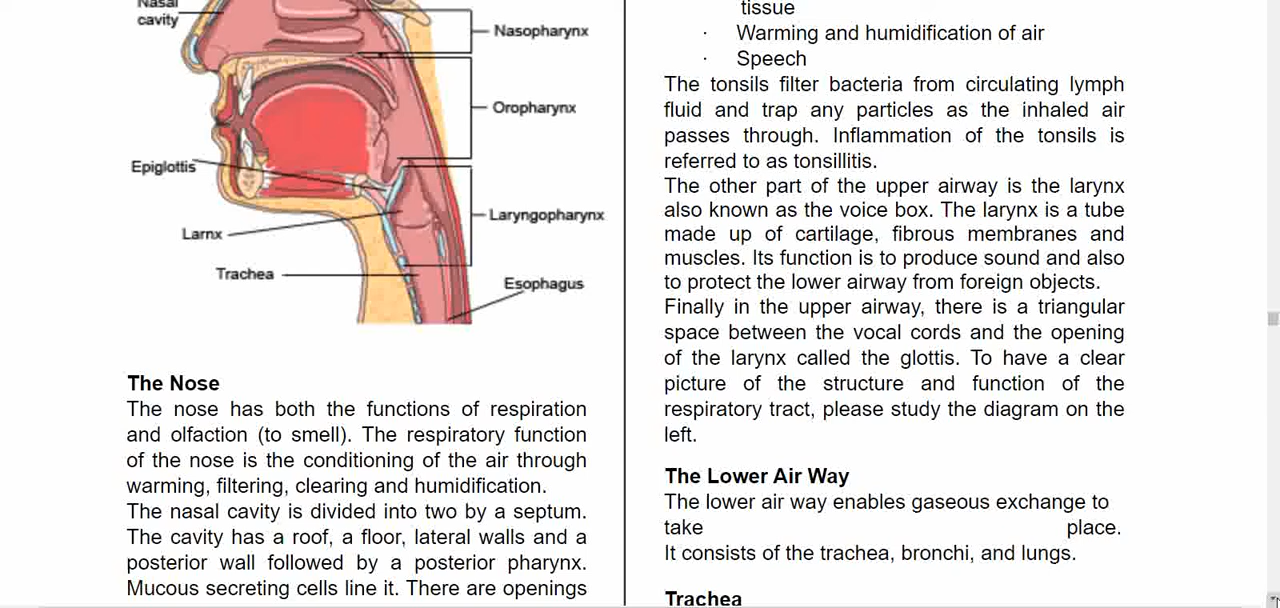 Nasal
cavity
Nasopharynx
Oropharynx
Epiglottis
Laryngopharynx
Larnx
Trachea
Esophagus
The Nose
The nose has both the functions of respiration
and olfaction (to smell). The respiratory function
of the nose is the conditioning of the air through
warming, filtering, clearing and humidification.
The nasal cavity is divided into two by a septum.
The cavity has a roof, a floor, lateral walls and a
posterior wall followed by a posterior pharynx.
Mucous secreting cells line it. There are openings
tissue
· Warming and humidification of air
· Speech
The tonsils filter bacteria from circulating lymph
fluid and trap any particles as the inhaled air
passes through. Inflammation of the tonsils is
referred to as tonsillitis.
The other part of the upper airway is the larynx
also known as the voice box. The larynx is a tube
made up of cartilage, fibrous membranes and
muscles. Its function is to produce sound and also
to protect the lower airway from foreign objects.
Finally in the upper airway, there is a triangular
space between the vocal cords and the opening
of the larynx called the glottis. To have a clear
picture of the structure and function of the
respiratory tract, please study the diagram on the
left.
The Lower Air Way
The lower air way enables gaseous exchange to
take place.
It consists of the trachea, bronchi, and lungs.
Trachea